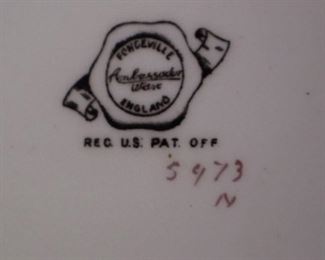 FONDEVILLE
Ambassador
Ware
ENGLAND
REG. U.S. PAT. OFF
5973
N